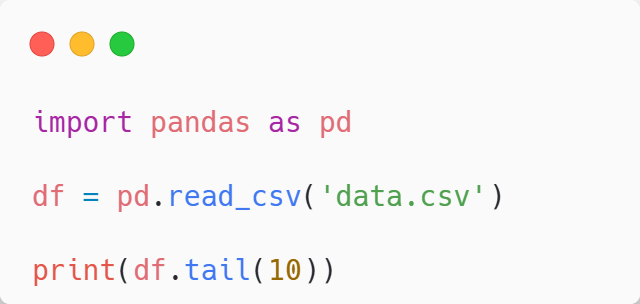 import pandas as pd
df = pd.read_csv('data.csv')
print(df.tail(10))